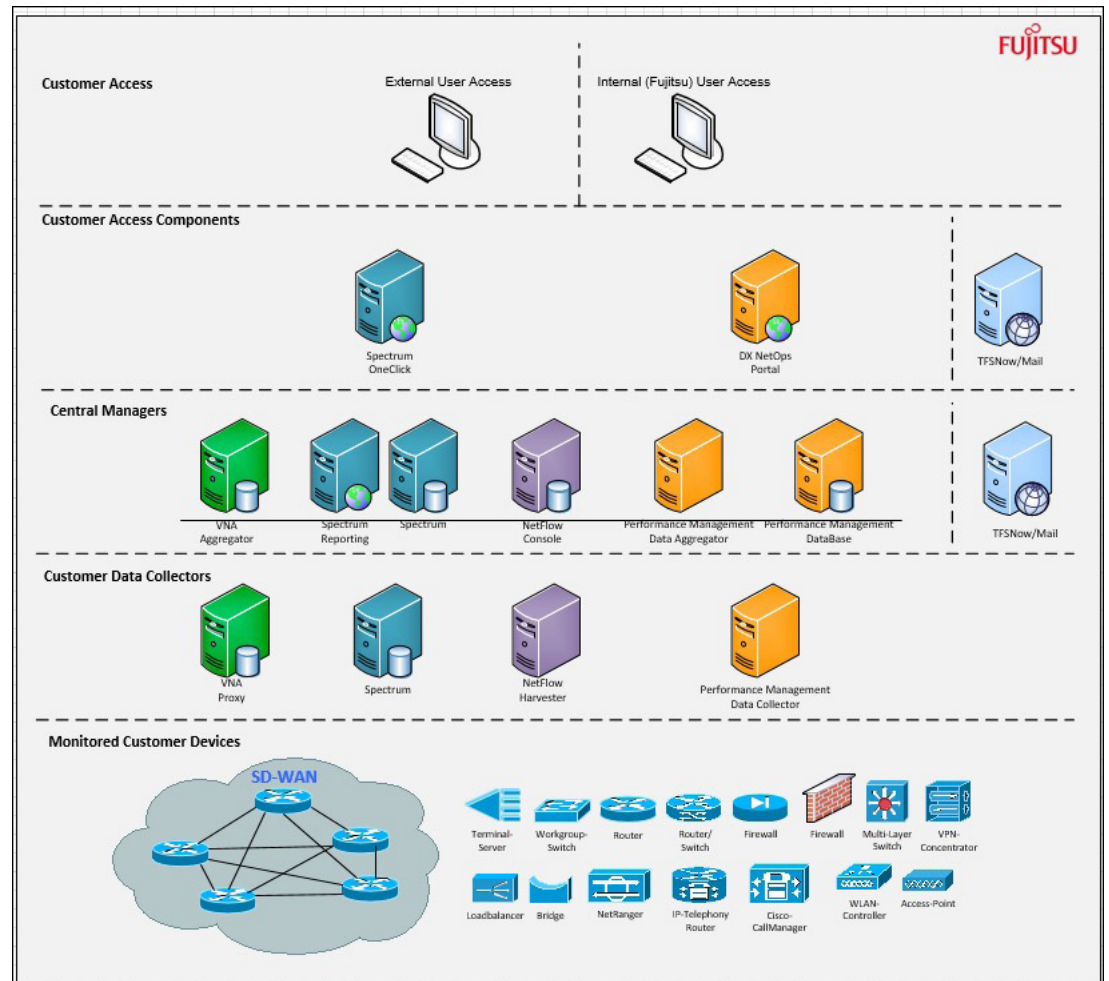 FUJITSU
Customer Access
External User Access
Internal (Fujitsu) User Access
Customer Access Components
Spectrum
OneClick
DX NetOps
Portal
TFSNow/Mail
Central Managers
VNA
Aggregator
Spectrum
Reporting
Spectrum
NetFlow
Console
Performance Management
Data Aggregator
Performance Management
DataBase
TFSNow/Mail
Customer Data Collectors
VNA
Proxy
Spectrum
NetFlow
Harvester
Performance Management
Data Collector
Monitored Customer Devices
SD-WAN
Terminal-
Server
Workgroup-
Switch
Router
Router/
Switch
Firewall
Firewall
Multi-Layer
Switch
VPN-
Concentrator
Loadbalancer
Bridge
NetRanger
IP-Telephony
Router
Cisco-
CallManager
WLAN-
Controller
Access-Point